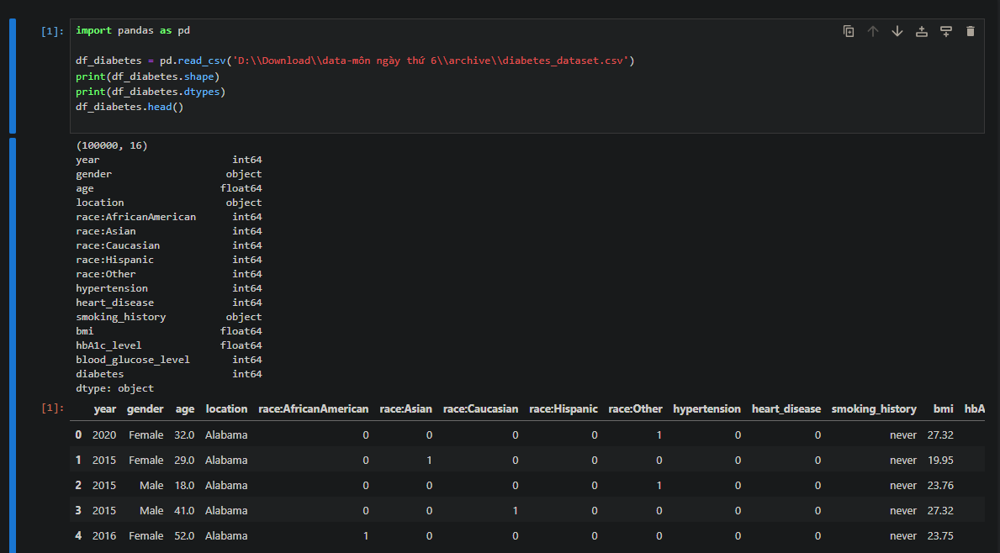 [1]: import pandas as pd
df_diabetes = pd.read_csv('D:\\Download\\data-môn ngày thứ 6\\archive\\diabetes_dataset.csv')
print(df_diabetes.shape)
print(df_diabetes.dtypes)
df_diabetes.head()
(100000, 16)
year int64
gender object
age float64
location object
race:AfricanAmerican int64
race:Asian int64
race:Caucasian int64
race:Hispanic int64
race:Other int64
hypertension int64
heart_disease int64
smoking_history object
bmi float64
hbA1c_level float64
blood_glucose_level int64
diabetes int64
dtype: object
[1]: year gender age location race:AfricanAmerican race:Asian race:Caucasian race:Hispanic race:Other hypertension heart_disease smoking_history bmi hbA
0 2020 Female 32.0 Alabama 0 0 0 0 1 0 0 never 27.32
1 2015 Female 29.0 Alabama 0 1 0 0 0 0 0 never 19.95
2 2015 Male 18.0 Alabama 0 0 0 0 1 0 0 never 23.76
3 2015 Male 41.0 Alabama 0 0 1 0 0 0 0 never 27.32
4 2016 Female 52.0 Alabama 1 0 0 0 0 0 0 never 23.75